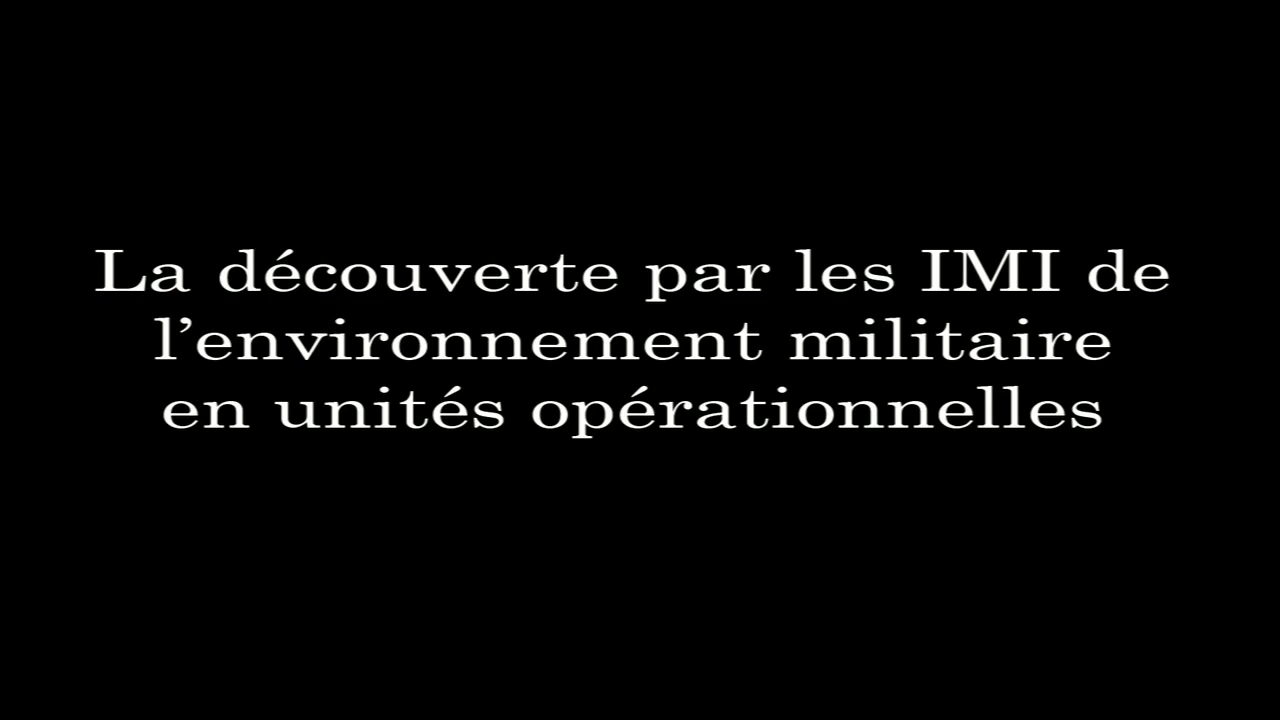 La découverte par les IMI de
l’environnement militaire
en unités opérationnelles